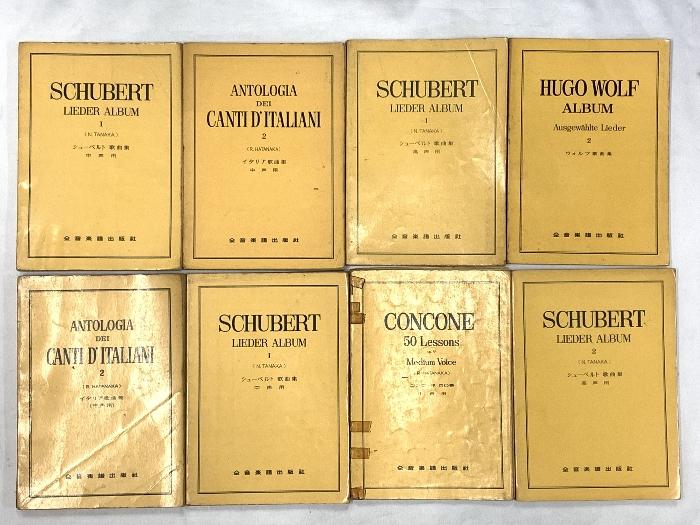 SCHUBERT
LIEDER ALBUM
1
(N. TANAKA)
シューベルト歌曲集
中声用
全音楽譜出版社
ANTOLOGIA
DEI
CANTI D'ITALIANI
2
(R. HATANAKA)
イタリア歌曲集
中声用
全音楽譜出版社
SCHUBERT
LIEDER ALBUM
1
(N. TANAKA)
シューベルト歌曲集
高声用
全音楽譜出版社
HUGO WOLF
ALBUM
Ausgewählte Lieder
2
ウォルフ歌曲集
全音楽譜出版社
ANTOLOGIA
DEI
CANTI D'ITALIANI
2
(R. HATANAKA)
イタリア歌曲集
(中声用)
全音楽譜出版社
SCHUBERT
LIEDER ALBUM
1
(N. TANAKA)
シューベルト歌曲集
中声用
全音楽譜出版社
CONCONE
50 Lessons
Medium Voice
(R. HATANAKA)
中声用
全音楽譜出版社
SCHUBERT
LIEDER ALBUM
2
(N. TANAKA)
シューベルト歌曲集
高声用
全音楽譜出版社